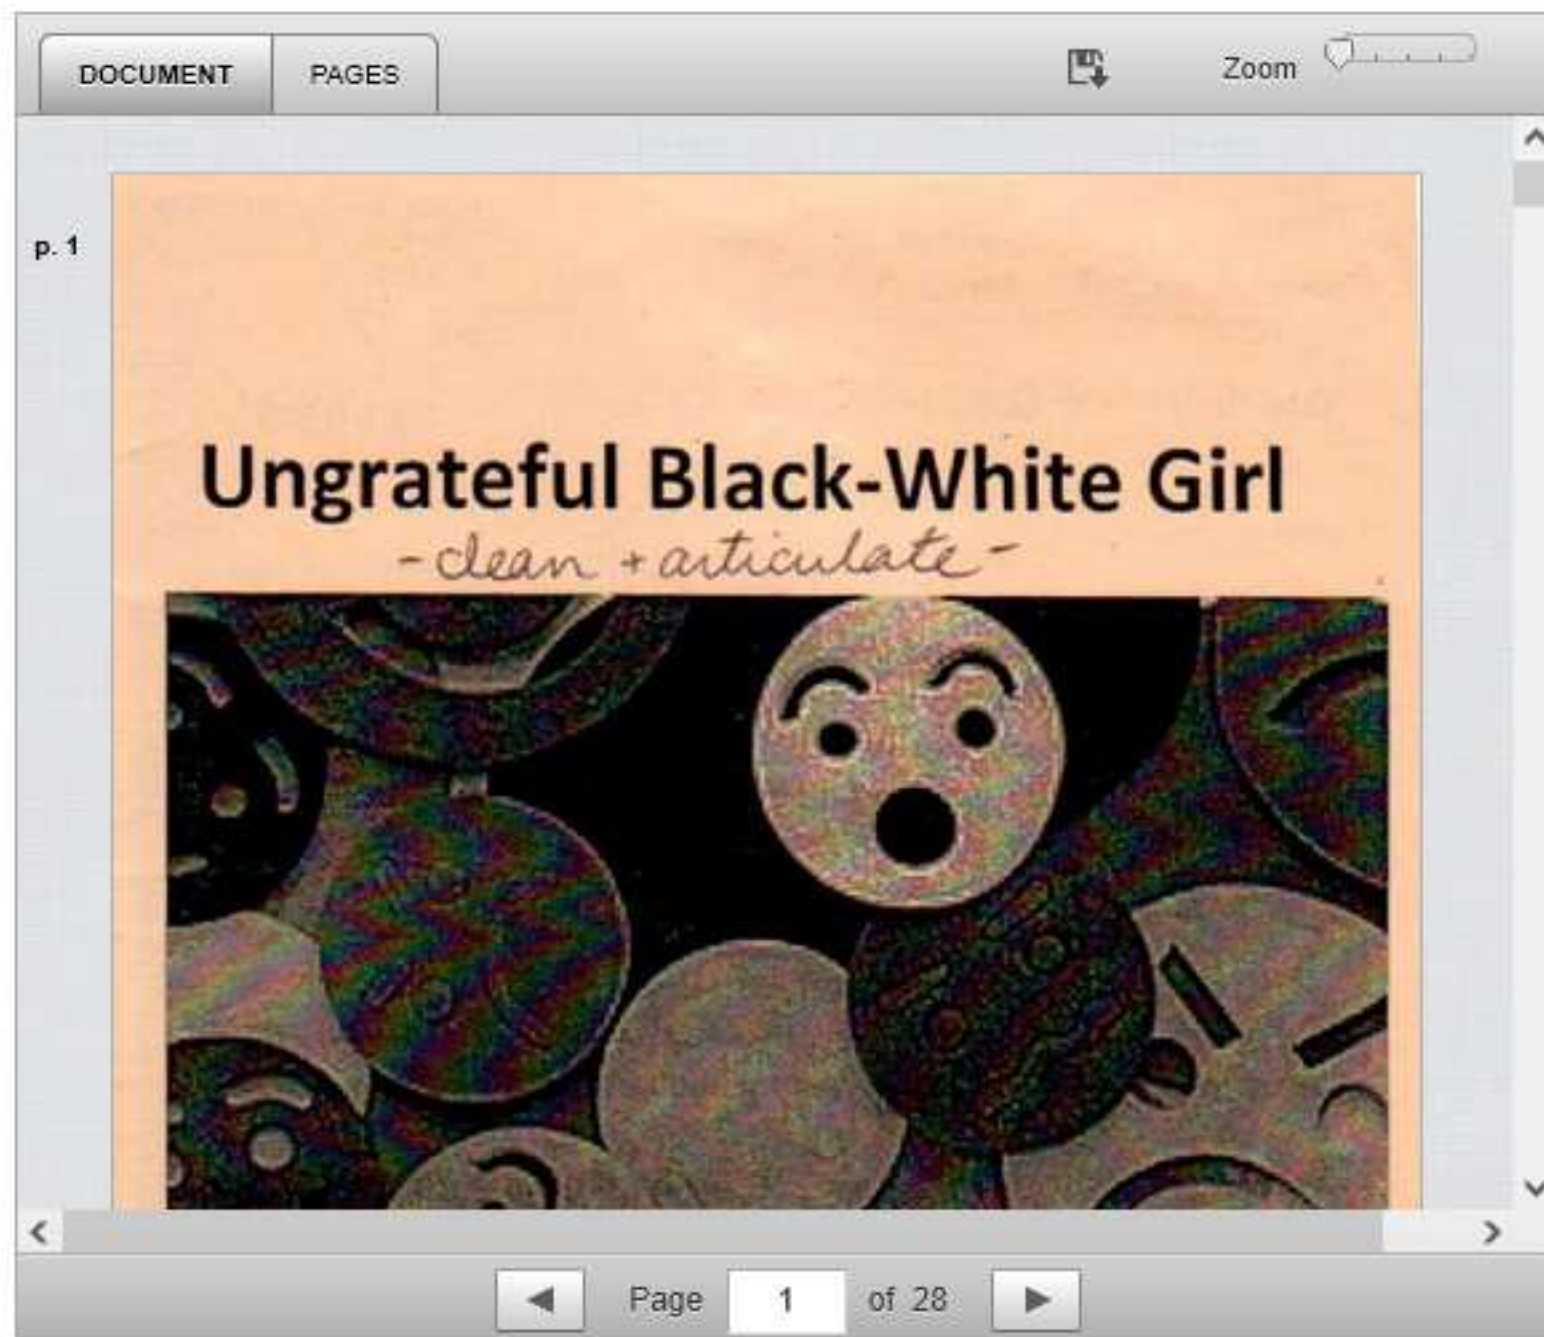 DOCUMENT PAGES Zoom
p. 1
Ungrateful Black-White Girl
-clean + articulate-
Page 1 of 28